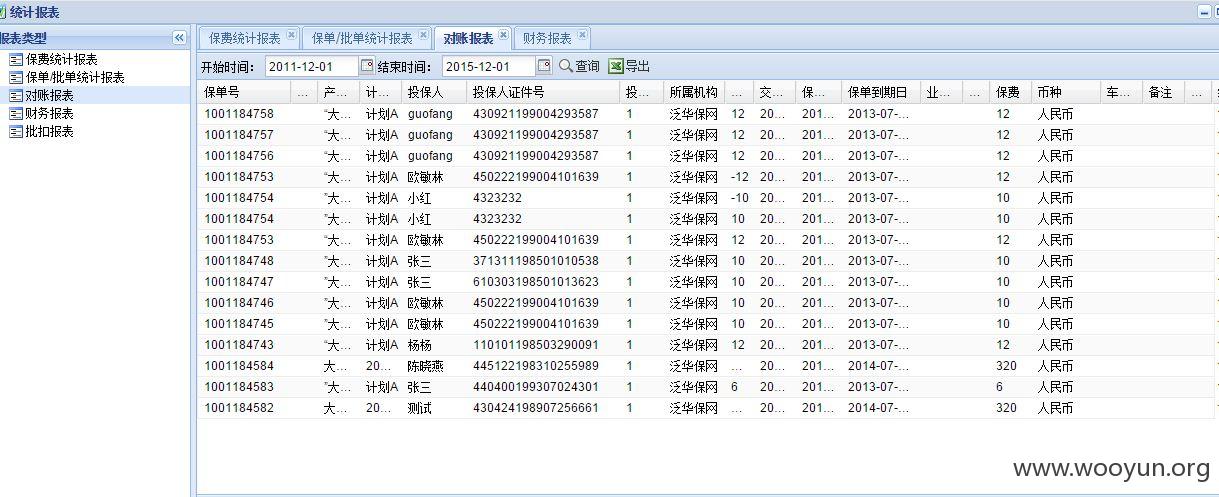 统计报表
报表类型
保费统计报表
保单/批单统计报表
对账报表
财务报表
批扣报表
保费统计报表 保单/批单统计报表 对账报表 财务报表
开始时间： 2011-12-01 结束时间： 2015-12-01 查询 导出
保单号 ... 产... 计... 投保人 投保人证件号 投... 所属机构 ... 交... 保... 保单到期日 业... ... 保费 币种 车... 备注 ...
1001184758 “大... 计划A guofang 430921199004293587 1 泛华保网 12 20... 201... 2013-07-... 12 人民币
1001184757 “大... 计划A guofang 430921199004293587 1 泛华保网 12 20... 201... 2013-07-... 12 人民币
1001184756 “大... 计划A guofang 430921199004293587 1 泛华保网 12 20... 201... 2013-07-... 12 人民币
1001184753 “大... 计划A 欧敏林 450222199004101639 1 泛华保网 -12 20... 201... 2013-07-... 12 人民币
1001184754 ”大... 计划A 小红 4323232 1 泛华保网 -10 20... 201... 2013-07-... 10 人民币
1001184754 ”大... 计划A 小红 4323232 1 泛华保网 10 20... 201... 2013-07-... 10 人民币
1001184753 “大... 计划A 欧敏林 450222199004101639 1 泛华保网 12 20... 201... 2013-07-... 12 人民币
1001184748 ”大... 计划A 张三 371311198501010538 1 泛华保网 10 20... 201... 2013-07-... 10 人民币
1001184747 ”大... 计划A 张三 610303198501013623 1 泛华保网 10 20... 201... 2013-07-... 10 人民币
1001184746 ”大... 计划A 欧敏林 450222199004101639 1 泛华保网 10 20... 201... 2013-07-... 10 人民币
1001184745 ”大... 计划A 欧敏林 450222199004101639 1 泛华保网 10 20... 201... 2013-07-... 10 人民币
1001184743 “大... 计划A 杨杨 110101198503290091 1 泛华保网 12 20... 201... 2013-07-... 12 人民币
1001184584 大... 20... 陈晓燕 445122198310255989 1 泛华保网 ... 20... 201... 2014-07-... 320 人民币
1001184583 ”大... 计划A 张三 440400199307024301 1 泛华保网 6 20... 201... 2013-07-... 6 人民币
1001184582 大... 20... 测试 430424198907256661 1 泛华保网 ... 20... 201... 2014-07-... 320 人民币
www.wooyun.org